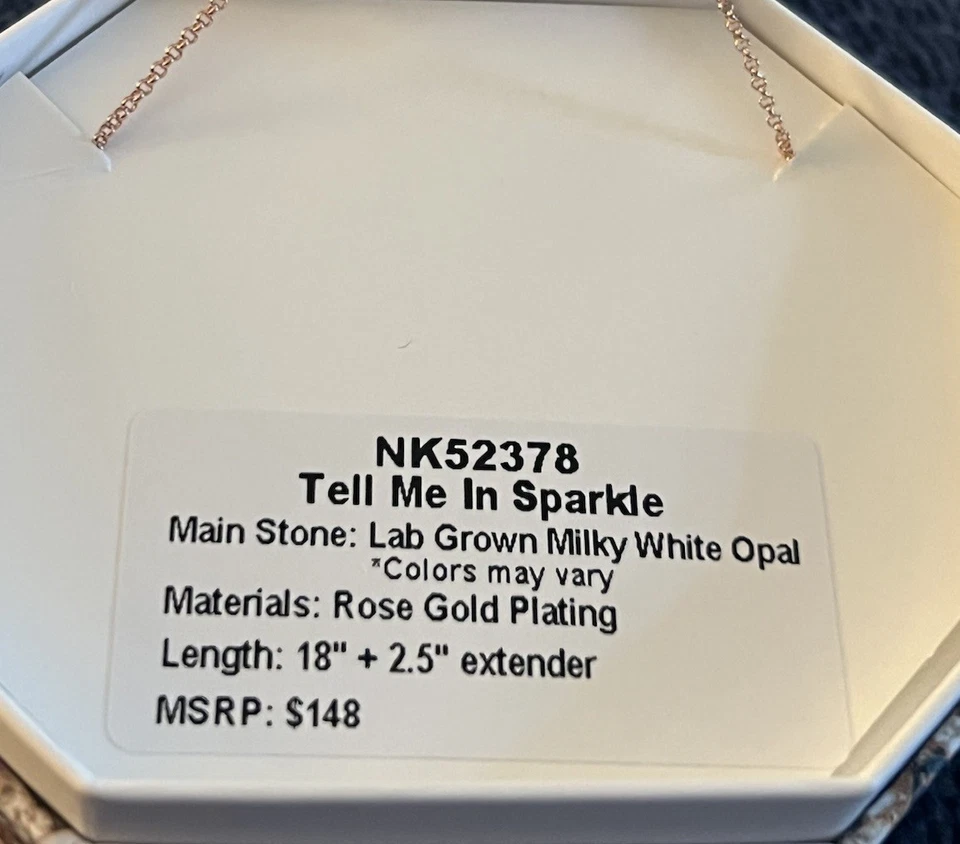 NK52378
Tell Me In Sparkle
Main Stone: Lab Grown Milky White Opal
*Colors may vary
Materials: Rose Gold Plating
Length: 18" + 2.5" extender
MSRP: $148